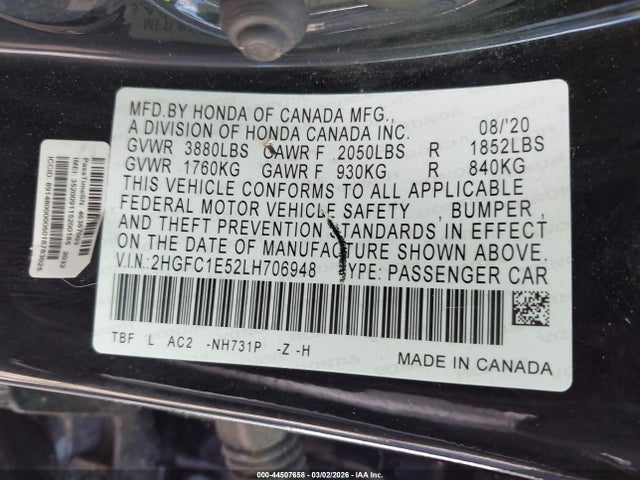 MFD.BY HONDA OF CANADA MFG.,
A DIVISION OF HONDA CANADA INC. 08/'20
GVWR 3880LBS GAWR F 2050LBS R 1852LBS
GVWR 1760KG GAWR F 930KG R 840KG
THIS VEHICLE CONFORMS TO ALL APPLICABLE
FEDERAL MOTOR VEHICLE SAFETY , BUMPER ,
AND THEFT PREVENTION STANDARDS IN EFFECT
ON THE DATE OF MANUFACTURE SHOWN ABOVE.
V.I.N.:2HGFC1E52LH706948 TYPE: PASSENGER CAR
TBF L AC2 -NH731P -Z -H
MADE IN CANADA
000-44507658 - 03/02/2026 - IAA Inc.